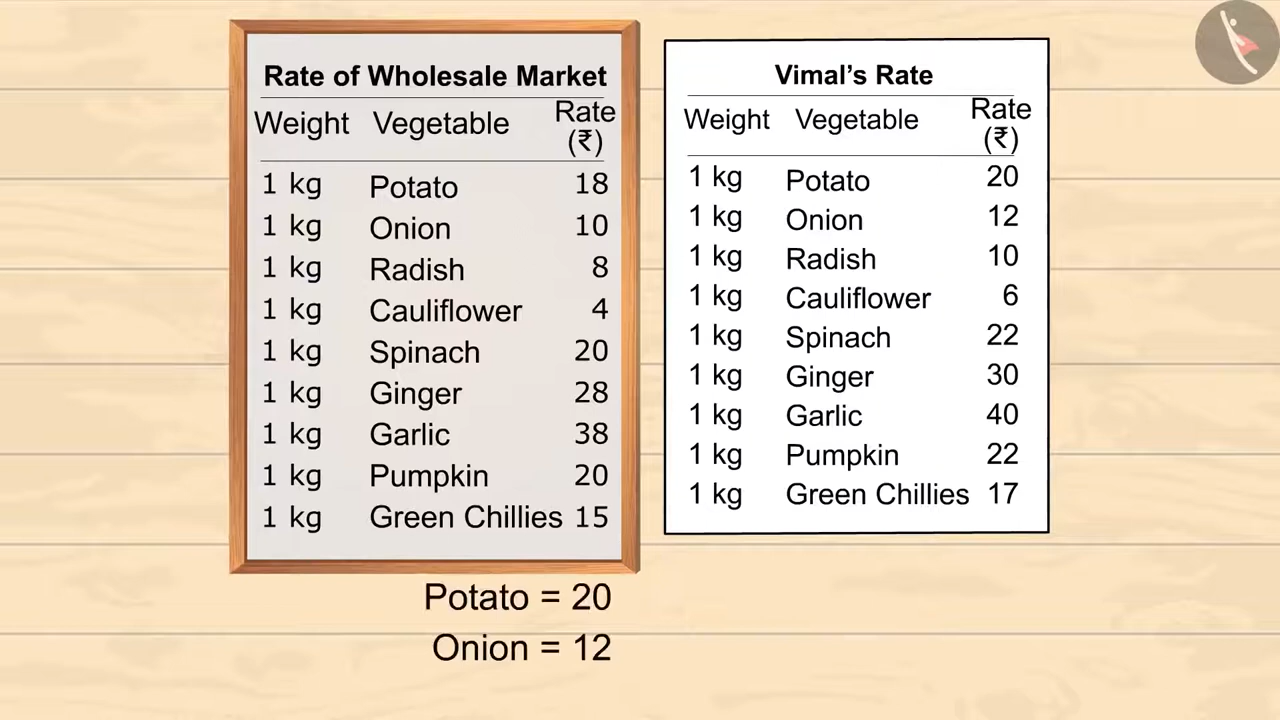 Rate of Wholesale Market
Weight Vegetable Rate (₹)
1 kg Potato 18
1 kg Onion 10
1 kg Radish 8
1 kg Cauliflower 4
1 kg Spinach 20
1 kg Ginger 28
1 kg Garlic 38
1 kg Pumpkin 20
1 kg Green Chillies 15
Vimal’s Rate
Weight Vegetable Rate (₹)
1 kg Potato 20
1 kg Onion 12
1 kg Radish 10
1 kg Cauliflower 6
1 kg Spinach 22
1 kg Ginger 30
1 kg Garlic 40
1 kg Pumpkin 22
1 kg Green Chillies 17
Potato = 20
Onion = 12